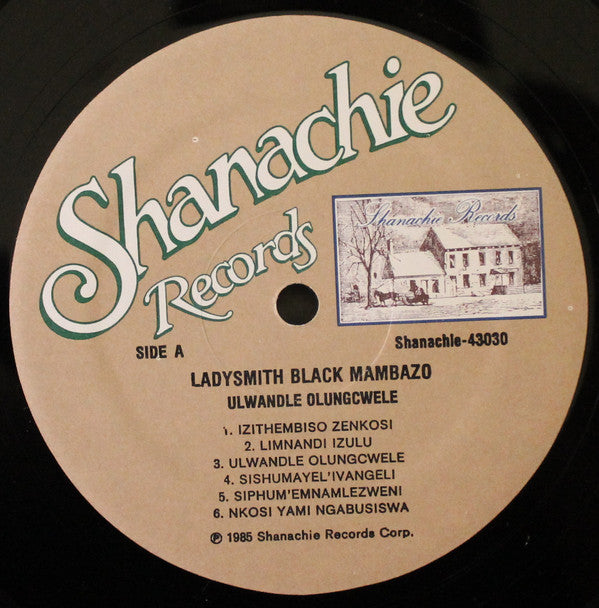 Shanachie
Records
Shanachie Records
SIDE A
Shanachie-43030
LADYSMITH BLACK MAMBAZO
ULWANDLE OLUNGCWELE
1. IZITHEMBISO ZENKOSI
2. LIMNANDI IZULU
3. ULWANDLE OLUNGCWELE
4. SISHUMAYEL'IVANGELI
5. SIPHUM'EMNAMLEZWENI
6. NKOSI YAMI NGABUSISWA
℗ 1985 Shanachie Records Corp.